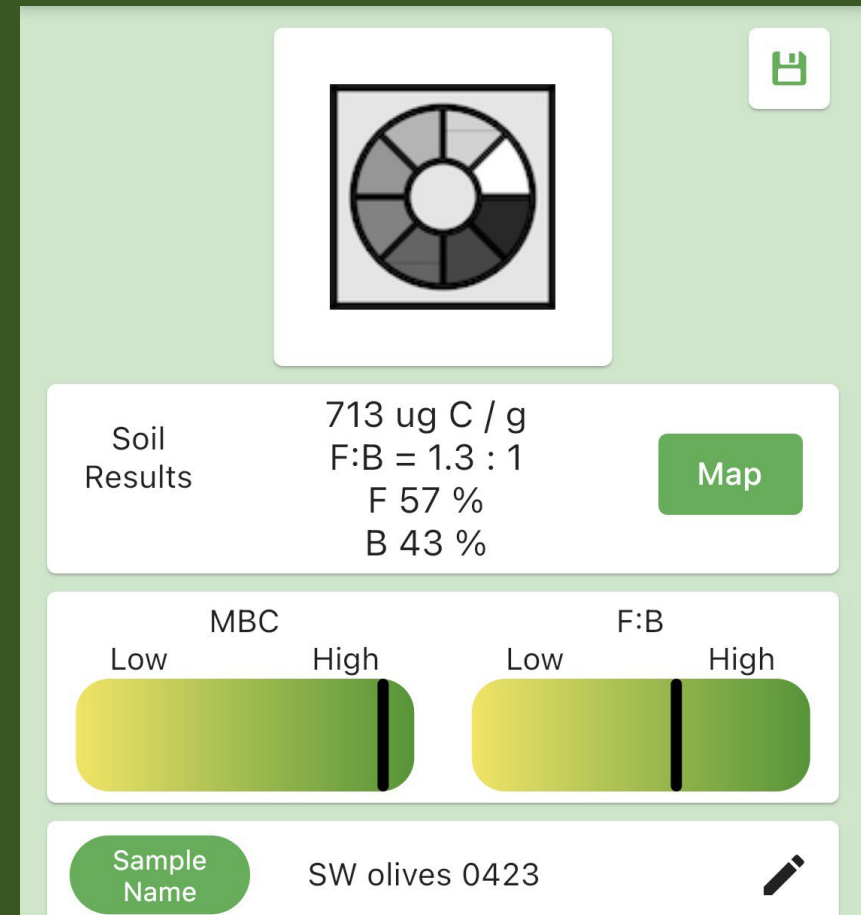 Soil
Results
713 ug C / g
F:B = 1.3 : 1
F 57 %
B 43 %
Map
MBC
Low High
F:B
Low High
Sample
Name
SW olives 0423